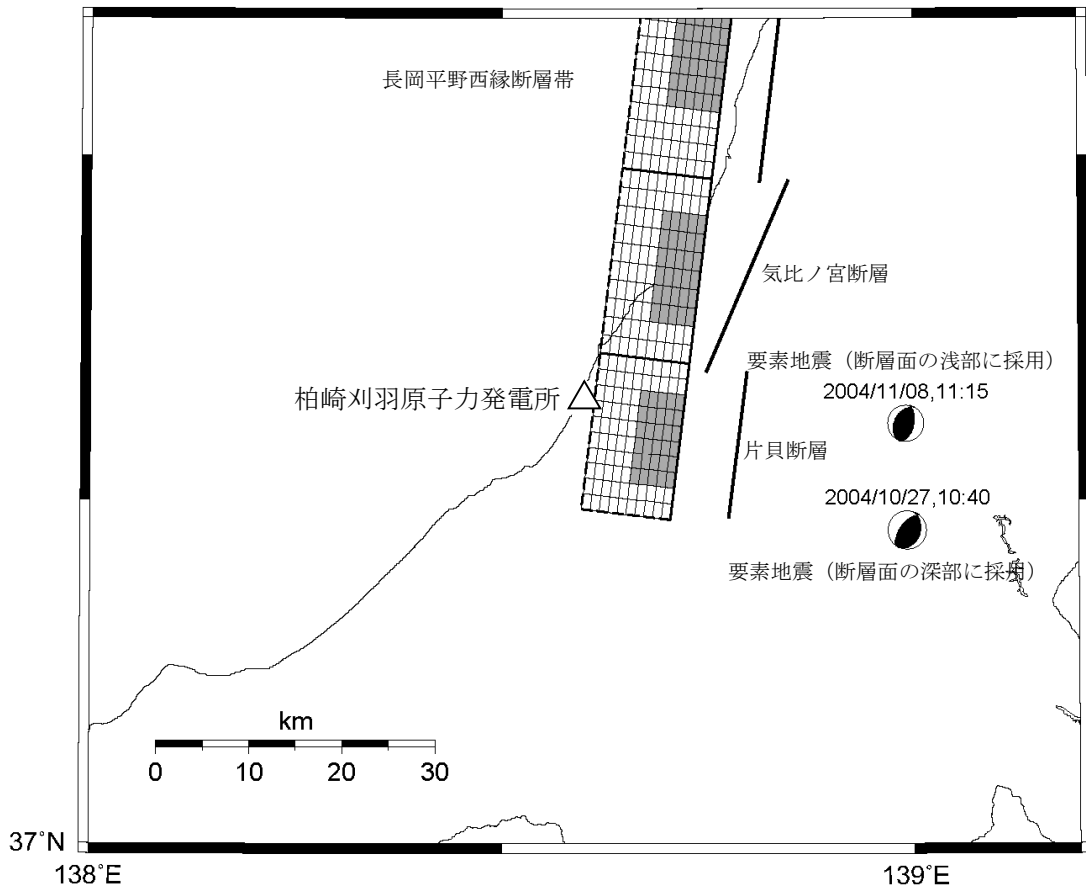 長岡平野西縁断層帯
気比ノ宮断層
要素地震（断層面の浅部に採用）
2004/11/08,11:15
柏崎刈羽原子力発電所
片貝断層
2004/10/27,10:40
要素地震（断層面の深部に採用）
km
0 10 20 30
37°N
138°E 139°E